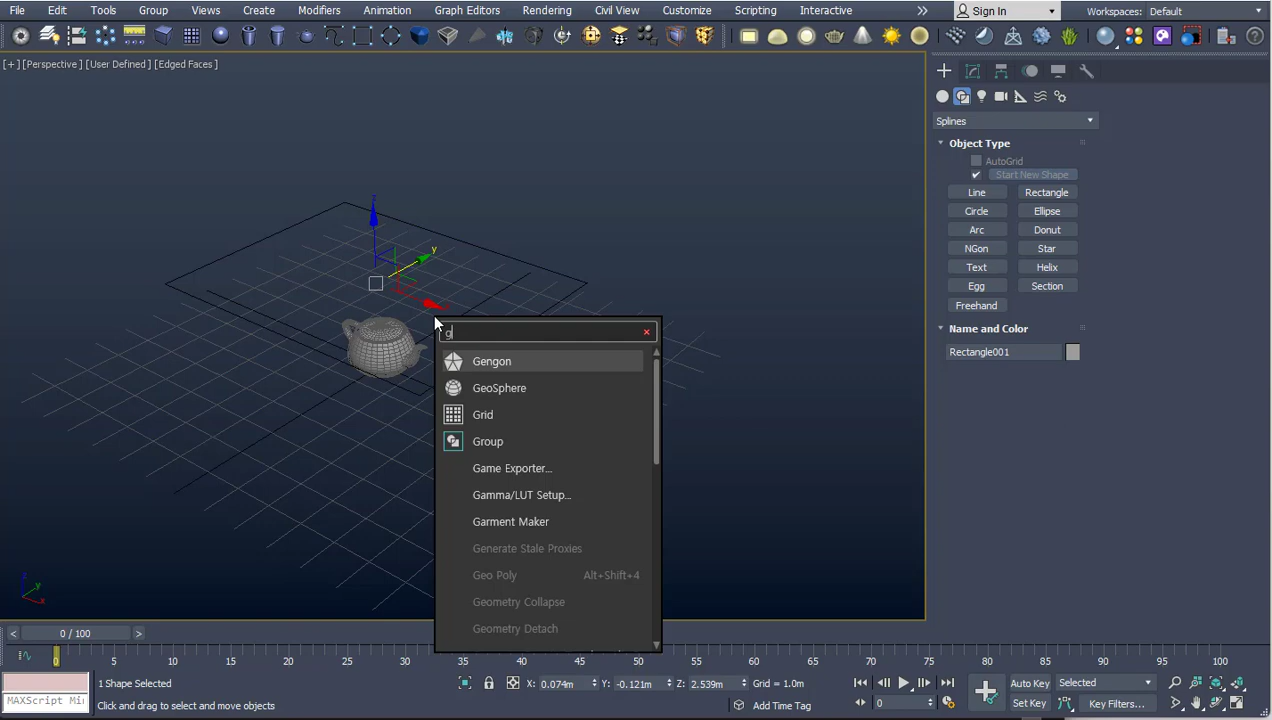 File Edit Tools Group Views Create Modifiers Animation Graph Editors Rendering Civil View Customize Scripting Interactive Sign In Workspaces: Default
[+] [Perspective ] [User Defined ] [Edged Faces ]
Splines
Object Type
AutoGrid
Start New Shape
Line Rectangle
Circle Ellipse
Arc Donut
NGon Star
Text Helix
Egg Section
Freehand
Name and Color
Rectangle001
z
y
g
Gengon
GeoSphere
Grid
Group
Game Exporter...
Gamma/LUT Setup...
Garment Maker
Generate Stale Proxies
Geo Poly Alt+Shift+4
Geometry Collapse
Geometry Detach
z
y
x
< 0 / 100 >
0 5 10 15 20 25 30 35 40 45 50 55 60 65 70 75 80 85 90 95 100
1 Shape Selected X: 0.074m Y: -0.121m Z: 2.539m Grid = 1.0m Auto Key Selected
MAXScript Mi: Click and drag to select and move objects Add Time Tag 0 Set Key Key Filters...